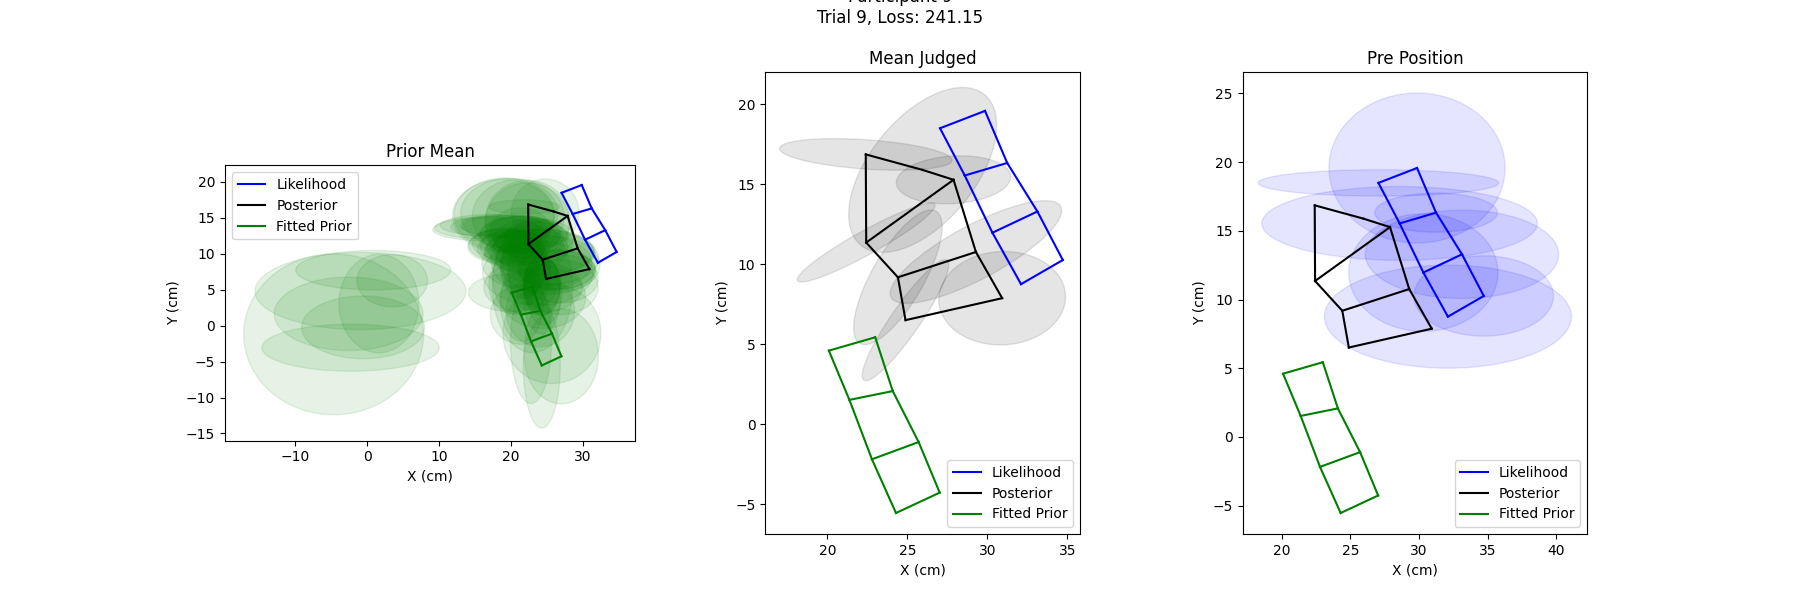 Trial 9, Loss: 241.15
Prior Mean
Likelihood
Posterior
Fitted Prior
20
15
10
5
0
−5
−10
−15
−10
0
10
20
30
X (cm)
Y (cm)
Mean Judged
20
15
10
5
0
−5
Likelihood
Posterior
Fitted Prior
20
25
30
35
X (cm)
Y (cm)
Pre Position
25
20
15
10
5
0
−5
Likelihood
Posterior
Fitted Prior
20
25
30
35
40
X (cm)
Y (cm)